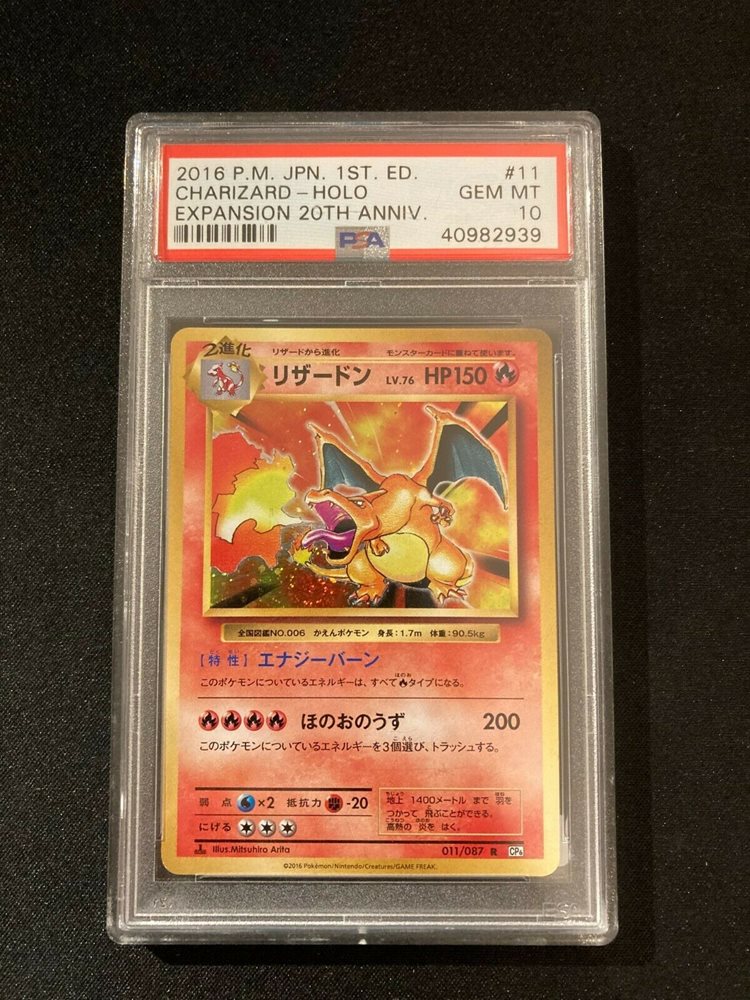 2016 P.M. JPN. 1ST. ED. #11
CHARIZARD-HOLO GEM MT
EXPANSION 20TH ANNIV. 10
PSA 40982939
2進化 リザードから進化 モンスターカードに重ねて使います。
リザードン LV.76 HP150
全国図鑑NO.006 かえんポケモン 身長:1.7m 体重:90.5kg
[特性] エナジーバーン
このポケモンについているエネルギーは、すべて タイプになる。
ほのおのうず 200
このポケモンについているエネルギーを3個選び、トラッシュする。
弱点 ×2 抵抗力 -20
にげる
地上 1400メートル まで 羽を
つかって 飛ぶことができる。
高熱の 炎を はく。
Illus.Mitsuhiro Arita 011/087 R CP6
©2016 Pokémon/Nintendo/Creatures/GAME FREAK.